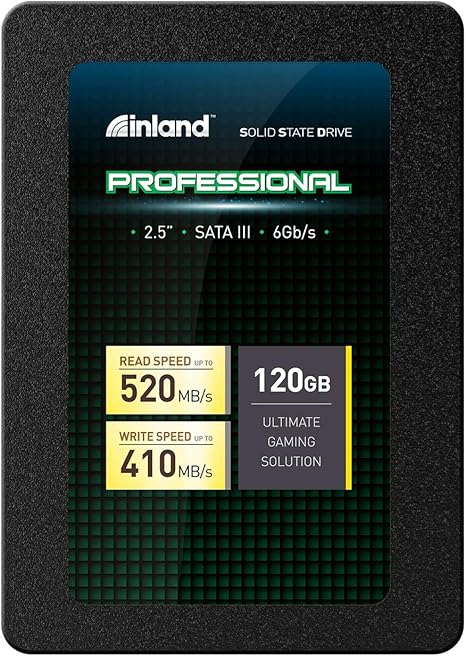 inland™
SOLID STATE DRIVE
PROFESSIONAL
• 2.5" • SATA III • 6Gb/s •
READ SPEED UP TO
520 MB/s
WRITE SPEED UP TO
410 MB/s
120GB
ULTIMATE
GAMING
SOLUTION